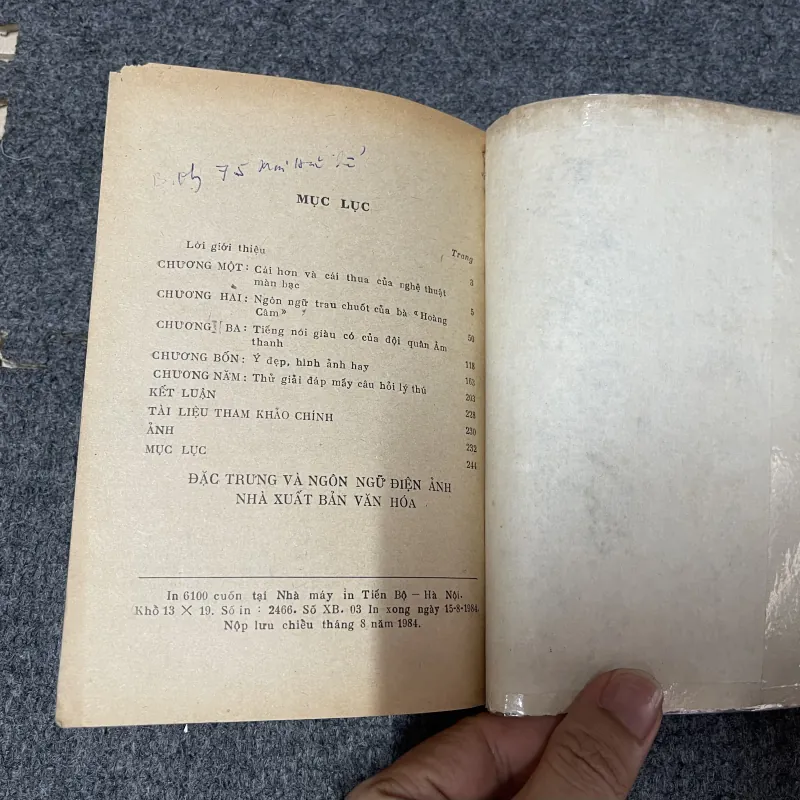 75
MỤC LỤC
Trang
Lời giới thiệu 3
CHƯƠNG MỘT: Cái hơn và cái thua của nghệ thuật
màn bạc 5
CHƯƠNG HAI: Ngôn ngữ trau chuốt của bà «Hoàng
Câm» 50
CHƯƠNG BA: Tiếng nói giàu có của đội quân Âm
thanh 118
CHƯƠNG BỐN: Ý đẹp, hình ảnh hay 163
CHƯƠNG NĂM: Thử giải đáp mấy câu hỏi lý thú 203
KẾT LUẬN 228
TÀI LIỆU THAM KHẢO CHÍNH 230
ẢNH 232
MỤC LỤC 244
ĐẶC TRƯNG VÀ NGÔN NGỮ ĐIỆN ẢNH
NHÀ XUẤT BẢN VĂN HÓA
In 6100 cuốn tại Nhà máy in Tiến Bộ — Hà Nội.
Khổ 13 × 19. Số in: 2466. Số XB. 03 In xong ngày 15-8-1984.
Nộp lưu chiểu tháng 8 năm 1984.